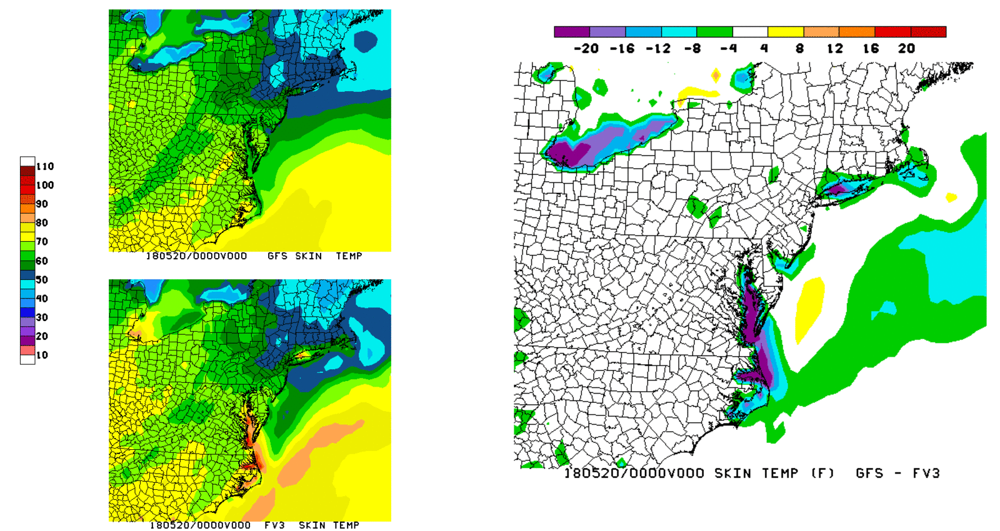 -20 -16 -12 -8 -4 4 8 12 16 20
110
100
90
80
70
60
50
40
30
20
10
180520/0000V000 GFS SKIN TEMP
180520/0000V000 SKIN TEMP (F) GFS - FV3
180520/0000V000 FV3 SKIN TEMP